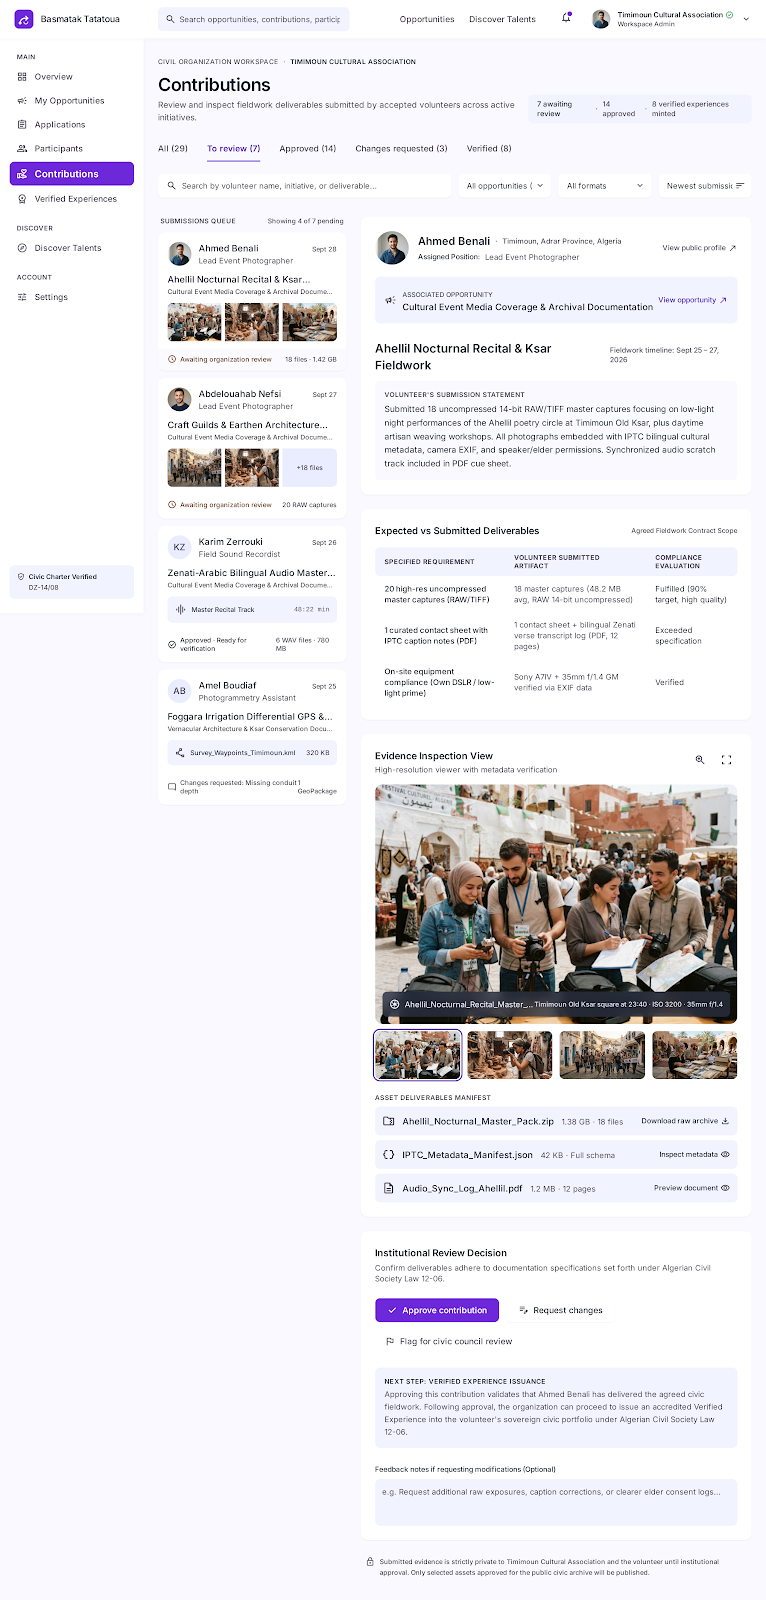 Basmatak Tatatoua
Search opportunities, contributions, particip
Opportunities
Discover Talents
Timimoun Cultural Association
Workspace Admin
MAIN
Overview
My Opportunities
Applications
Participants
Contributions
Verified Experiences
DISCOVER
Discover Talents
ACCOUNT
Settings
Civic Charter Verified
DZ-14/08
CIVIL ORGANIZATION WORKSPACE · TIMIMOUN CULTURAL ASSOCIATION
Contributions
Review and inspect fieldwork deliverables submitted by accepted volunteers across active
initiatives.
7 awaiting
review
·
14
approved
·
8 verified experiences
minted
All (29)
To review (7)
Approved (14)
Changes requested (3)
Verified (8)
Search by volunteer name, initiative, or deliverable...
All opportunities (
All formats
Newest submissic
SUBMISSIONS QUEUE
Showing 4 of 7 pending
Ahmed Benali
Sept 28
Lead Event Photographer
Ahellil Nocturnal Recital & Ksar...
Cultural Event Media Coverage & Archival Docume...
Awaiting organization review
18 files · 1.42 GB
Abdelouahab Nefsi
Sept 27
Lead Event Photographer
Craft Guilds & Earthen Architecture...
Cultural Event Media Coverage & Archival Docume...
+18 files
Awaiting organization review
20 RAW captures
KZ
Karim Zerrouki
Sept 26
Field Sound Recordist
Zenati-Arabic Bilingual Audio Master...
Master Recital Track
48:22 min
Approved · Ready for
verification
6 WAV files · 780
MB
AB
Amel Boudiaf
Sept 25
Photogrammetry Assistant
Foggara Irrigation Differential GPS &...
Vernacular Architecture & Ksar Conservation Docu...
Survey_Waypoints_Timimoun.kml
320 KB
Changes requested: Missing conduit
depth
1
GeoPackage
Ahmed Benali · Timimoun, Adrar Province, Algeria
Assigned Position: Lead Event Photographer
View public profile
ASSOCIATED OPPORTUNITY
Cultural Event Media Coverage & Archival Documentation
View opportunity
Ahellil Nocturnal Recital & Ksar
Fieldwork
Fieldwork timeline: Sept 25 – 27,
2026
VOLUNTEER'S SUBMISSION STATEMENT
Submitted 18 uncompressed 14-bit RAW/TIFF master captures focusing on low-light
night performances of the Ahellil poetry circle at Timimoun Old Ksar, plus daytime
artisan weaving workshops. All photographs embedded with IPTC bilingual cultural
metadata, camera EXIF, and speaker/elder permissions. Synchronized audio scratch
track included in PDF cue sheet.
Expected vs Submitted Deliverables
Agreed Fieldwork Contract Scope
SPECIFIED REQUIREMENT
VOLUNTEER SUBMITTED
ARTIFACT
COMPLIANCE
EVALUATION
20 high-res uncompressed
master captures (RAW/TIFF)
18 master captures (48.2 MB
avg, RAW 14-bit uncompressed)
Fulfilled (90%
target, high quality)
1 curated contact sheet with
IPTC caption notes (PDF)
1 contact sheet + bilingual Zenati
verse transcript log (PDF, 12
pages)
Exceeded
specification
On-site equipment
compliance (Own DSLR / low-
light prime)
Sony A7IV + 35mm f/1.4 GM
verified via EXIF data
Verified
Evidence Inspection View
High-resolution viewer with metadata verification
Ahellil_Nocturnal_Recital_Master_...
Timimoun Old Ksar square at 23:40 · ISO 3200 · 35mm f/1.4
ASSET DELIVERABLES MANIFEST
Ahellil_Nocturnal_Master_Pack.zip
1.38 GB · 18 files
Download raw archive
IPTC_Metadata_Manifest.json
42 KB · Full schema
Inspect metadata
Audio_Sync_Log_Ahellil.pdf
1.2 MB · 12 pages
Preview document
Institutional Review Decision
Confirm deliverables adhere to documentation specifications set forth under Algerian Civil
Society Law 12-06.
Approve contribution
Request changes
Flag for civic council review
NEXT STEP: VERIFIED EXPERIENCE ISSUANCE
Approving this contribution validates that Ahmed Benali has delivered the agreed civic
fieldwork. Following approval, the organization can proceed to issue an accredited Verified
Experience into the volunteer's sovereign civic portfolio under Algerian Civil Society Law
12-06.
Feedback notes if requesting modifications (Optional)
e.g. Request additional raw exposures, caption corrections, or clearer elder consent logs...
Submitted evidence is strictly private to Timimoun Cultural Association and the volunteer until institutional
approval. Only selected assets approved for the public civic archive will be published.